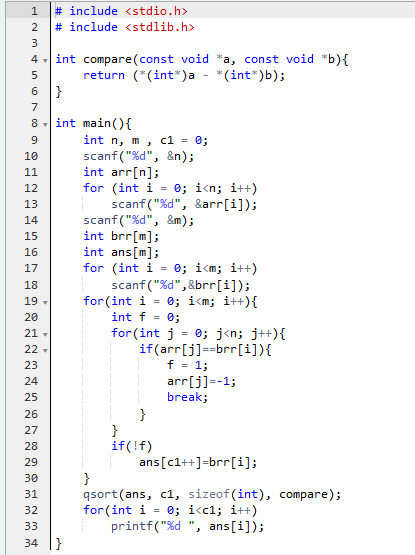 1 # include <stdio.h>
2 # include <stdlib.h>
3
4 int compare(const void *a, const void *b){
5     return (*(int*)a - *(int*)b);
6 }
7
8 int main(){
9     int n, m , c1 = 0;
10     scanf("%d", &n);
11     int arr[n];
12     for (int i = 0; i<n; i++)
13         scanf("%d", &arr[i]);
14     scanf("%d", &m);
15     int brr[m];
16     int ans[m];
17     for (int i = 0; i<m; i++)
18         scanf("%d",&brr[i]);
19     for(int i = 0; i<m; i++){
20         int f = 0;
21         for(int j = 0; j<n; j++){
22             if(arr[j]==brr[i]){
23                 f = 1;
24                 arr[j]=-1;
25                 break;
26             }
27         }
28         if(!f)
29             ans[c1++]=brr[i];
30     }
31     qsort(ans, c1, sizeof(int), compare);
32     for(int i = 0; i<c1; i++)
33         printf("%d ", ans[i]);
34 }